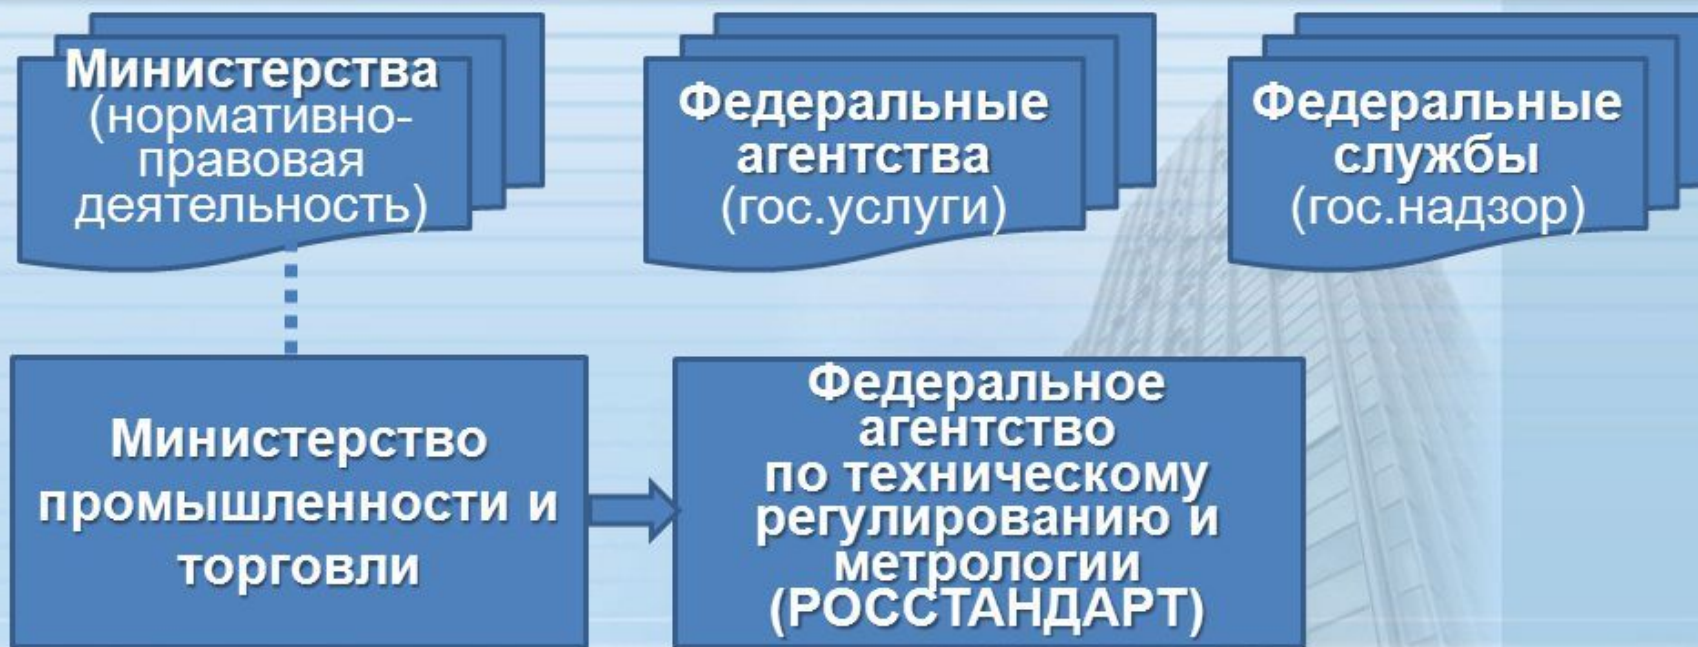 Министерства
(нормативно-
правовая
деятельность)
Федеральные
агентства
(гос.услуги)
Федеральные
службы
(гос.надзор)
Министерство
промышленности и
торговли
Федеральное
агентство
по техническому
регулированию и
метрологии
(РОССТАНДАРТ)